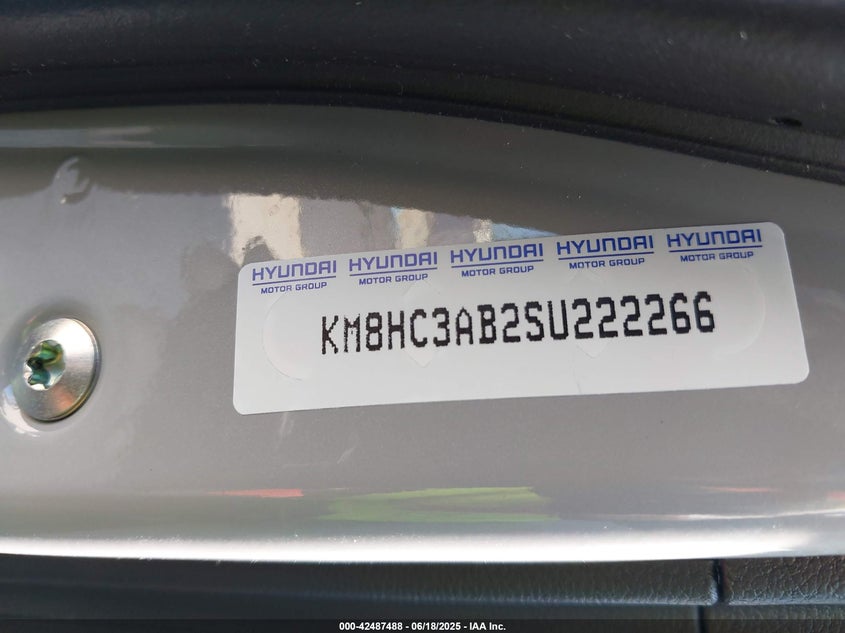 HYUNDAI HYUNDAI HYUNDAI HYUNDAI HYUNDAI
MOTOR GROUP MOTOR GROUP MOTOR GROUP MOTOR GROUP MOTOR GROUP
KM8HC3AB2SU222266
000-42487488 - 06/18/2025 - IAA Inc.